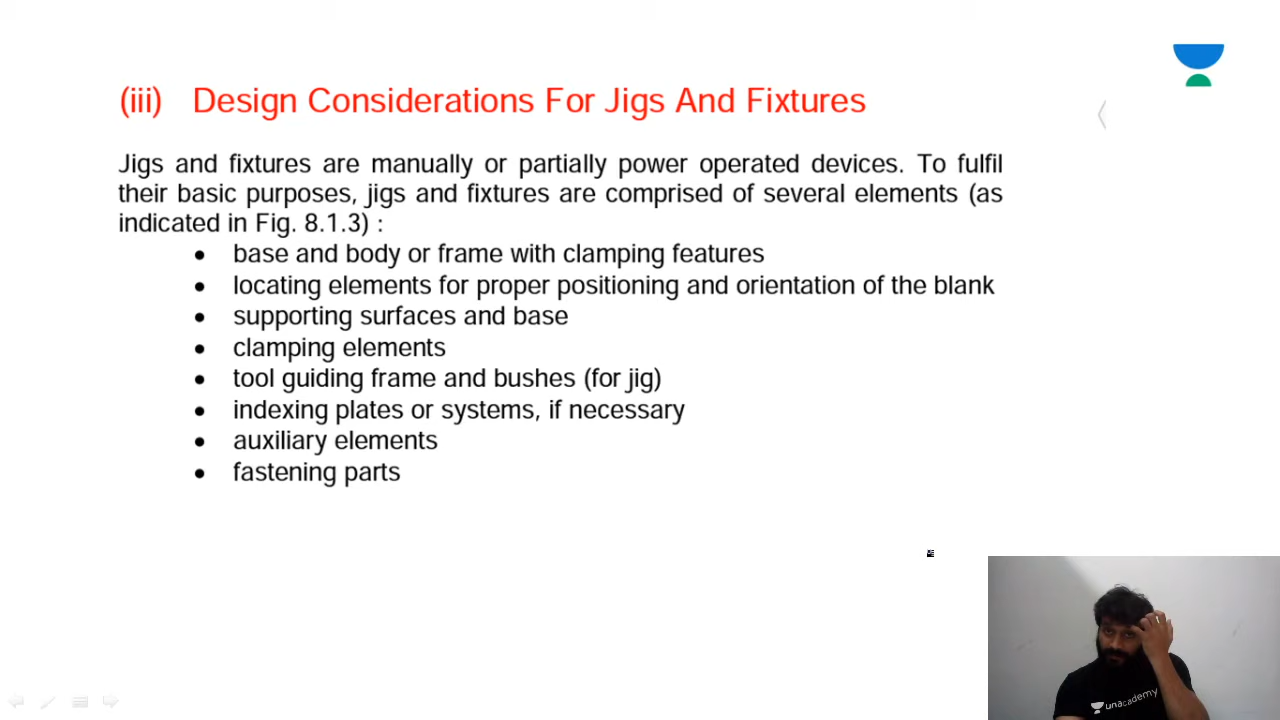 (iii) Design Considerations For Jigs And Fixtures
Jigs and fixtures are manually or partially power operated devices. To fulfil
their basic purposes, jigs and fixtures are comprised of several elements (as
indicated in Fig. 8.1.3) :
• base and body or frame with clamping features
• locating elements for proper positioning and orientation of the blank
• supporting surfaces and base
• clamping elements
• tool guiding frame and bushes (for jig)
• indexing plates or systems, if necessary
• auxiliary elements
• fastening parts
unacademy